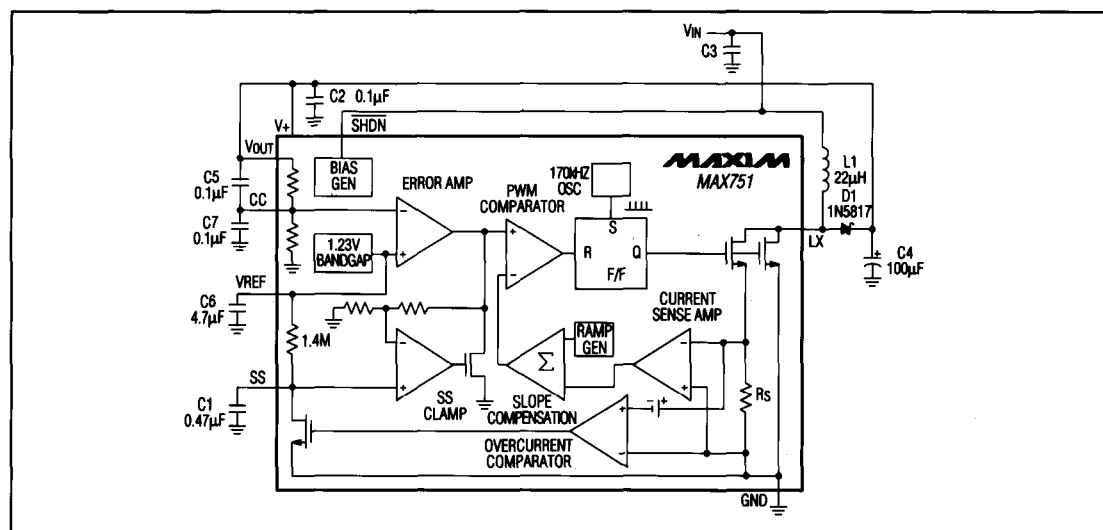 VIN
C3
C2 0.1µF
V+
SHDN
VOUT
C5
0.1µF
CC
C7
0.1µF
BIAS
GEN
ERROR AMP
-
+
1.23V
BANDGAP
PWM
COMPARATOR
+
-
170kHz
OSC
S
R
Q
F/F
MAXIM
MAX751
L1
22µH
D1
1N5817
LX
+
C4
100µF
VREF
C6
4.7µF
1.4M
SS
C1
0.47µF
-
+
SS
CLAMP
Σ
RAMP
GEN
SLOPE
COMPENSATION
CURRENT
SENSE AMP
-
+
RS
- +
+
-
OVERCURRENT
COMPARATOR
GND